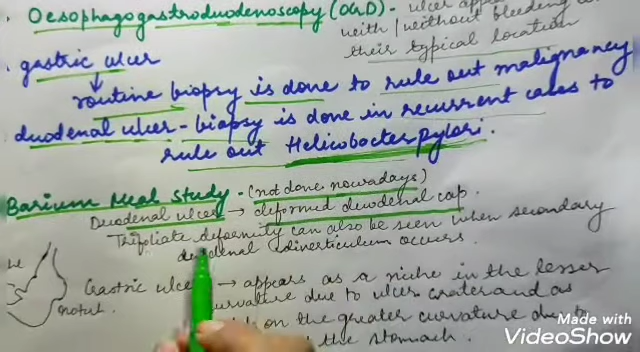 Oesophagogastroduodenoscopy (OGD) - ulcer appear
with/without bleeding
their typical location
gastric ulcer
routine biopsy is done to rule out malignancy
duodenal ulcer - biopsy is done in recurrent cases to
rule out Helicobacter pylori.
Barium Meal study - (not done nowadays)
Duodenal ulcer → deformed duodenal cap.
Trifoliate deformity can also be seen when secondary
duodenal diverticulum occurs.
Gastric → appears as a niche in the lesser
curvature due to ulcer crater and as
on the greater curvature due to
the stomach.
notch.
Made with
VideoShow